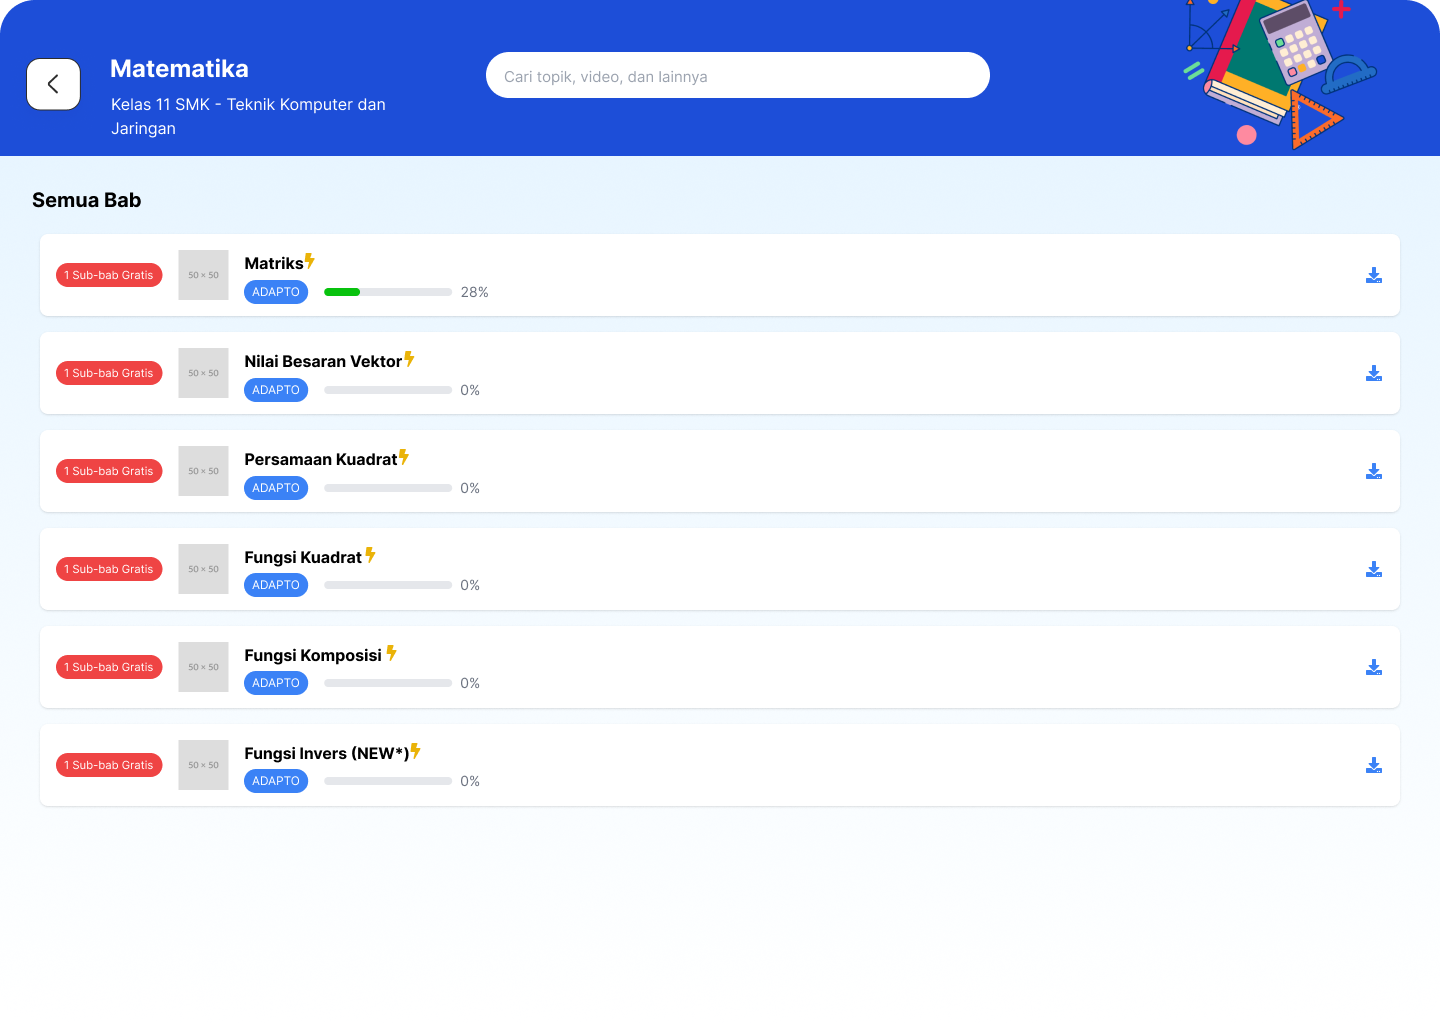 Matematika
Kelas 11 SMK - Teknik Komputer dan
Jaringan
Cari topik, video, dan lainnya
Semua Bab
1 Sub-bab Gratis
50 × 50
Matriks
ADAPTO
28%
1 Sub-bab Gratis
50 × 50
Nilai Besaran Vektor
ADAPTO
0%
1 Sub-bab Gratis
50 × 50
Persamaan Kuadrat
ADAPTO
0%
1 Sub-bab Gratis
50 × 50
Fungsi Kuadrat
ADAPTO
0%
1 Sub-bab Gratis
50 × 50
Fungsi Komposisi
ADAPTO
0%
1 Sub-bab Gratis
50 × 50
Fungsi Invers (NEW*)
ADAPTO
0%